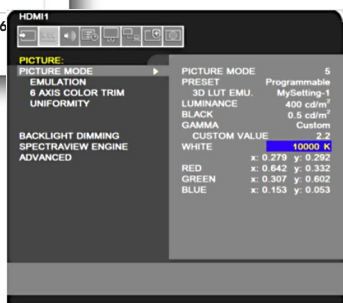 HDMI1
6
PICTURE:
PICTURE MODE
EMULATION
6 AXIS COLOR TRIM
UNIFORMITY
BACKLIGHT DIMMING
SPECTRAVIEW ENGINE
ADVANCED
PICTURE MODE 5
PRESET Programmable
3D LUT EMU. MySetting-1
LUMINANCE 400 cd/m²
BLACK 0.5 cd/m²
GAMMA Custom
CUSTOM VALUE 2.2
WHITE 10000 K
x: 0.279 y: 0.292
RED x: 0.642 y: 0.332
GREEN x: 0.307 y: 0.602
BLUE x: 0.153 y: 0.053